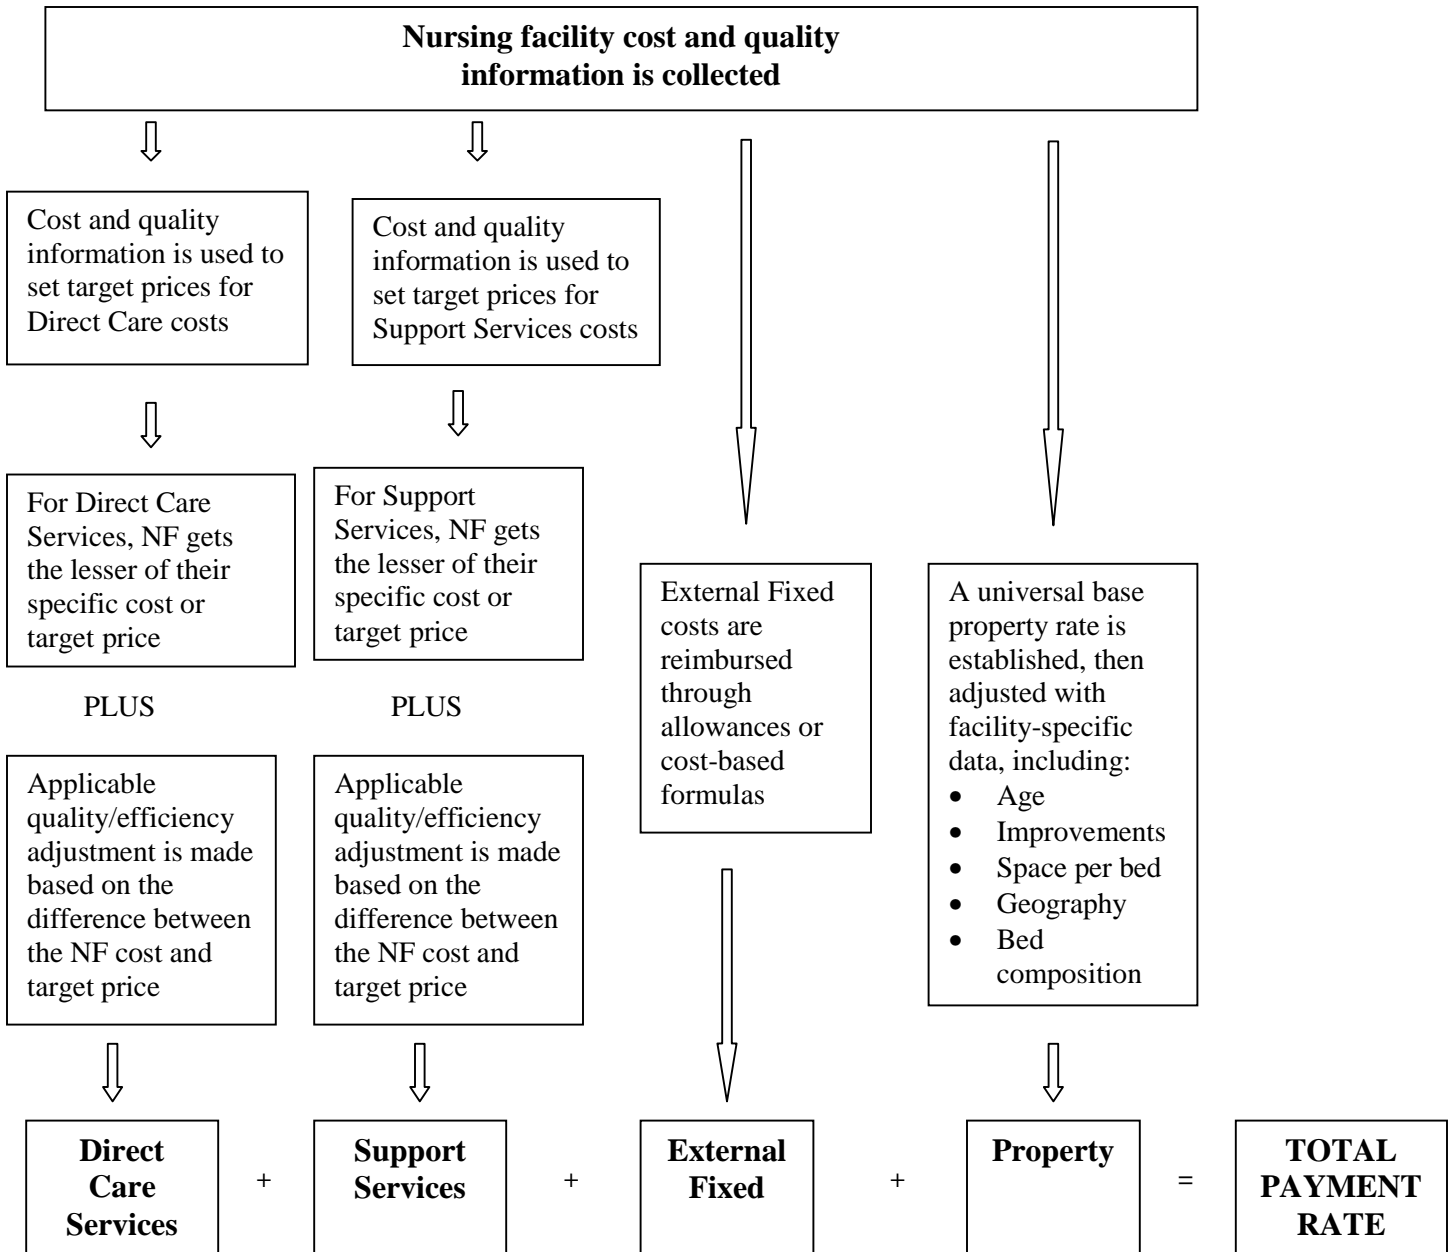 Nursing facility cost and quality
information is collected
Cost and quality
information is used to
set target prices for
Direct Care costs
Cost and quality
information is used to
set target prices for
Support Services costs
For Direct Care
Services, NF gets
the lesser of their
specific cost or
target price
For Support
Services, NF gets
the lesser of their
specific cost or
target price
External Fixed
costs are
reimbursed
through
allowances or
cost-based
formulas
A universal base
property rate is
established, then
adjusted with
facility-specific
data, including:
• Age
• Improvements
• Space per bed
• Geography
• Bed
composition
PLUS
PLUS
Applicable
quality/efficiency
adjustment is made
based on the
difference between
the NF cost and
target price
Applicable
quality/efficiency
adjustment is made
based on the
difference between
the NF cost and
target price
Direct
Care
Services
+
Support
Services
+
External
Fixed
+
Property
=
TOTAL
PAYMENT
RATE